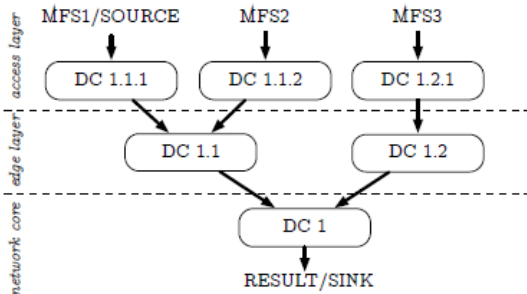 MFS1/SOURCE MFS2 MFS3
access layer
DC 1.1.1 DC 1.1.2 DC 1.2.1
edge layer
DC 1.1 DC 1.2
network core
DC 1
RESULT/SINK